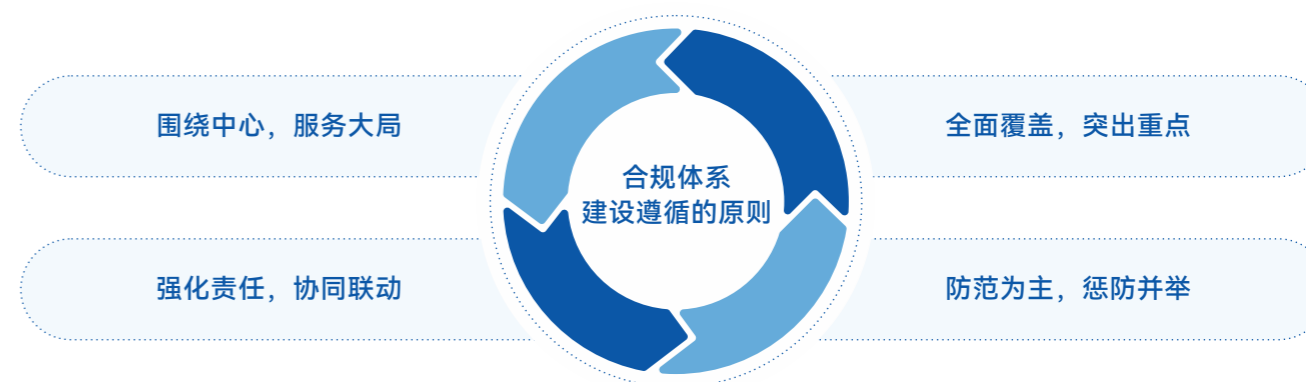 围绕中心，服务大局
全面覆盖，突出重点
合规体系
建设遵循的原则
强化责任，协同联动
防范为主，惩防并举